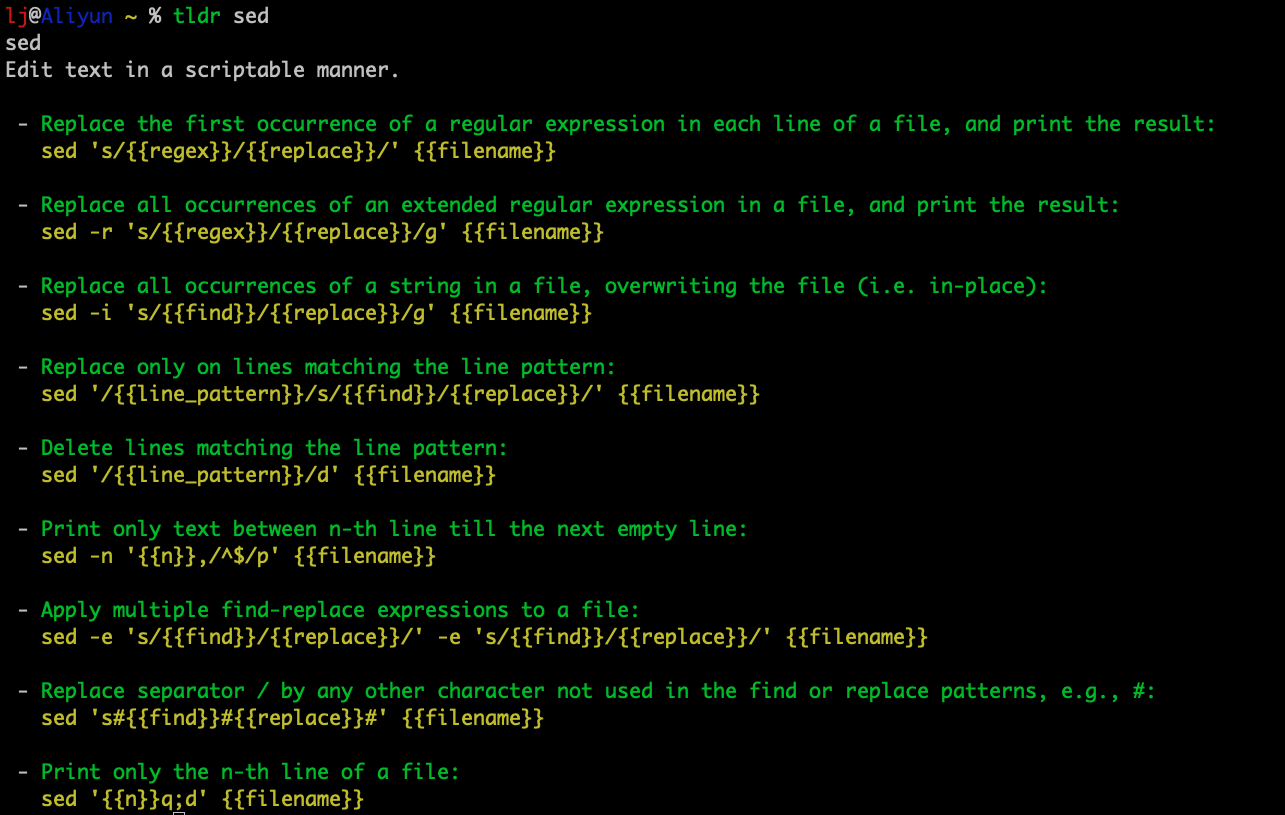 lj@Aliyun ~ % tldr sed
sed
Edit text in a scriptable manner.
- Replace the first occurrence of a regular expression in each line of a file, and print the result:
sed 's/{{regex}}/{{replace}}/' {{filename}}
- Replace all occurrences of an extended regular expression in a file, and print the result:
sed -r 's/{{regex}}/{{replace}}/g' {{filename}}
- Replace all occurrences of a string in a file, overwriting the file (i.e. in-place):
sed -i 's/{{find}}/{{replace}}/g' {{filename}}
- Replace only on lines matching the line pattern:
sed '/{{line_pattern}}/s/{{find}}/{{replace}}/' {{filename}}
- Delete lines matching the line pattern:
sed '/{{line_pattern}}/d' {{filename}}
- Print only text between n-th line till the next empty line:
sed -n '{{n}},/^$/p' {{filename}}
- Apply multiple find-replace expressions to a file:
sed -e 's/{{find}}/{{replace}}/' -e 's/{{find}}/{{replace}}/' {{filename}}
- Replace separator / by any other character not used in the find or replace patterns, e.g., #:
sed 's#{{find}}#{{replace}}#' {{filename}}
- Print only the n-th line of a file:
sed '{{n}}q;d' {{filename}}